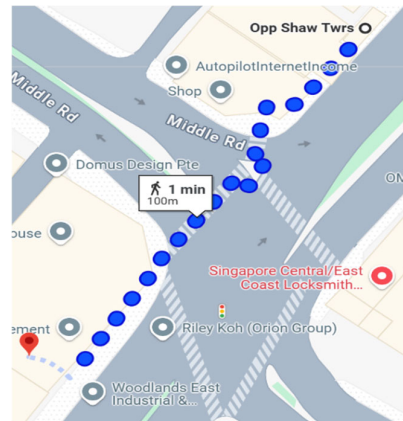 Opp Shaw Twrs
AutopilotInternetIncome
Shop
Middle Rd
Middle Rd
Domus Design Pte
1 min
100m
ouse
OM
Singapore Central/East
Coast Locksmith...
ement
Riley Koh (Orion Group)
Woodlands East
Industrial &...